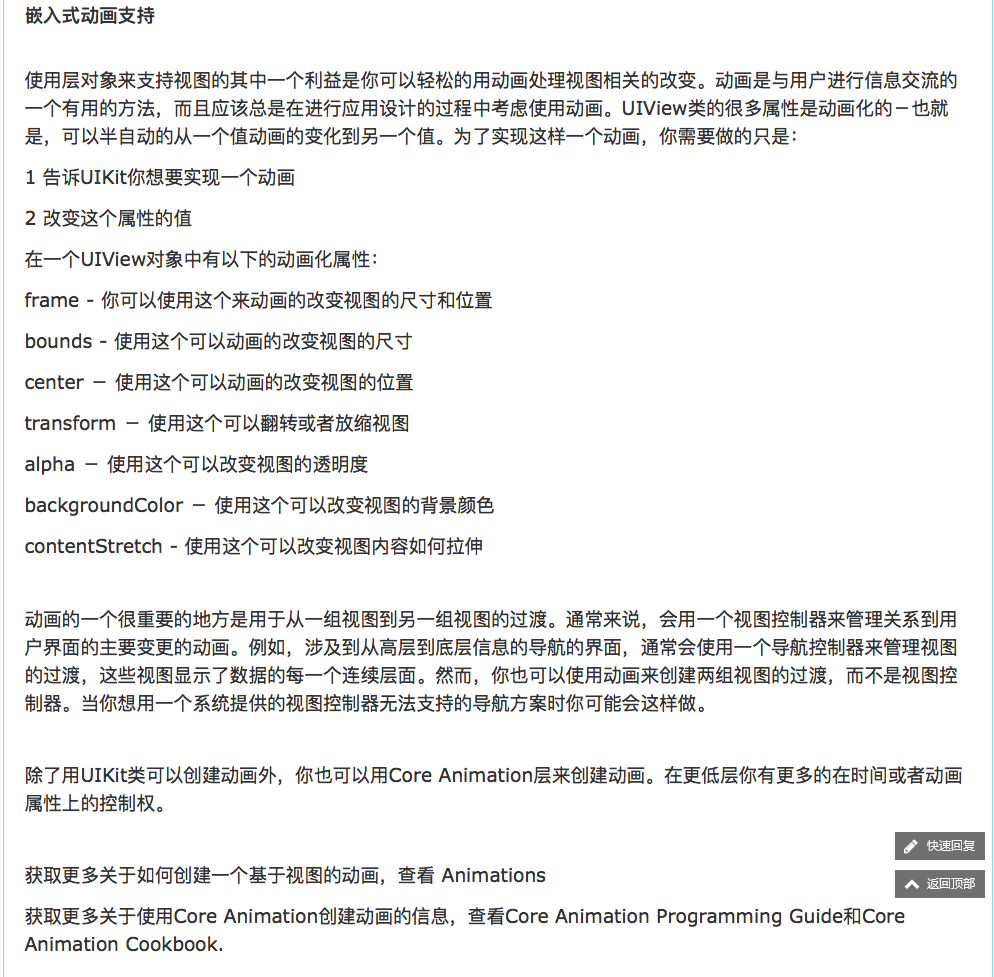 嵌入式动画支持
使用层对象来支持视图的其中一个利益是你可以轻松的用动画处理视图相关的改变。动画是与用户进行信息交流的
一个有用的方法，而且应该总是在进行应用设计的过程中考虑使用动画。UIView类的很多属性是动画化的－也就
是，可以半自动的从一个值动画的变化到另一个值。为了实现这样一个动画，你需要做的只是：
1 告诉UIKit你想要实现一个动画
2 改变这个属性的值
在一个UIView对象中有以下的动画化属性：
frame - 你可以使用这个来动画的改变视图的尺寸和位置
bounds - 使用这个可以动画的改变视图的尺寸
center － 使用这个可以动画的改变视图的位置
transform － 使用这个可以翻转或者放缩视图
alpha － 使用这个可以改变视图的透明度
backgroundColor － 使用这个可以改变视图的背景颜色
contentStretch - 使用这个可以改变视图内容如何拉伸
动画的一个很重要的地方是用于从一组视图到另一组视图的过渡。通常来说，会用一个视图控制器来管理关系到用
户界面的主要变更的动画。例如，涉及到从高层到底层信息的导航的界面，通常会使用一个导航控制器来管理视图
的过渡，这些视图显示了数据的每一个连续层面。然而，你也可以使用动画来创建两组视图的过渡，而不是视图控
制器。当你想用一个系统提供的视图控制器无法支持的导航方案时你可能会这样做。
除了用UIKit类可以创建动画外，你也可以用Core Animation层来创建动画。在更低层你有更多的在时间或者动画
属性上的控制权。
快速回复
获取更多关于如何创建一个基于视图的动画，查看 Animations
返回顶部
获取更多关于使用Core Animation创建动画的信息，查看Core Animation Programming Guide和Core
Animation Cookbook.